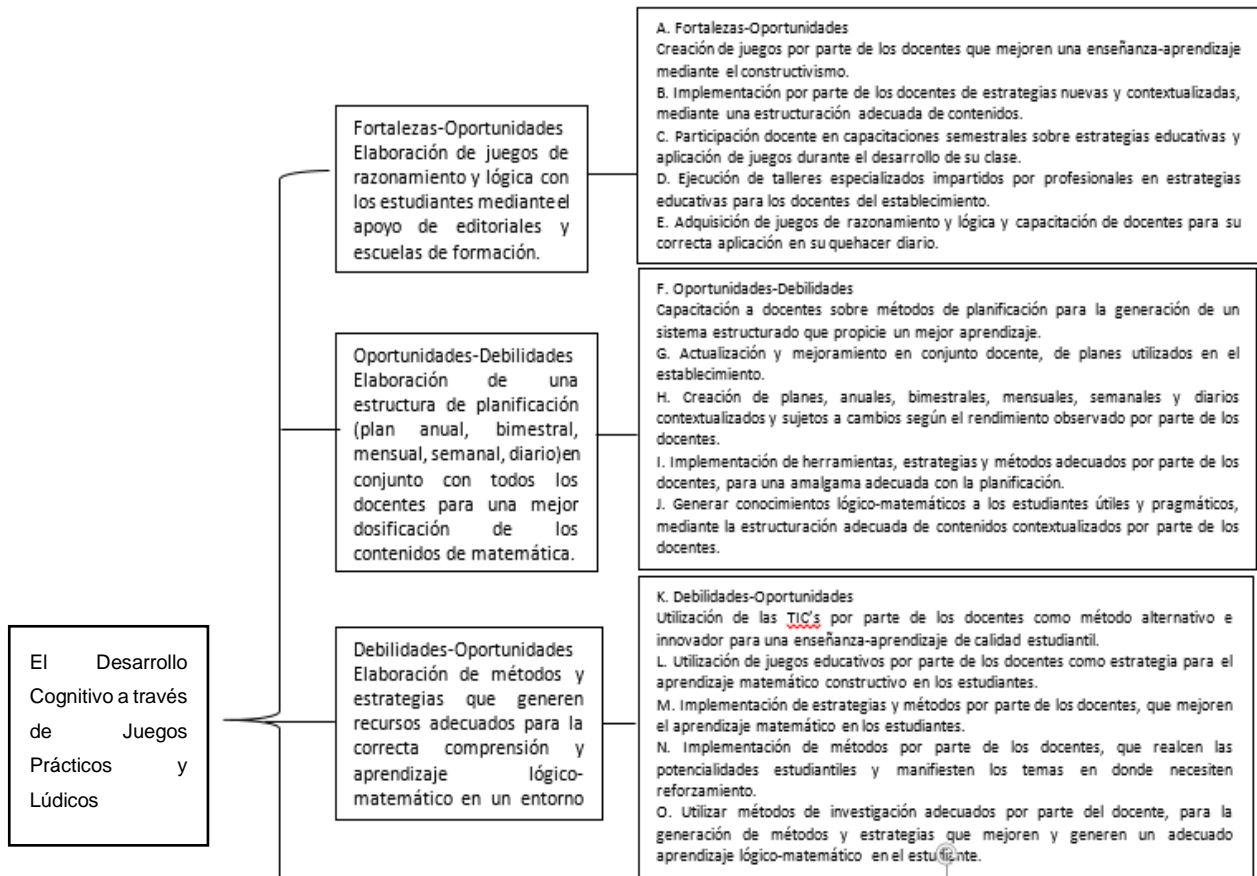 A. Fortalezas-Oportunidades
Creación de juegos por parte de los docentes que mejoren una enseñanza-aprendizaje
mediante el constructivismo.
B. Implementación por parte de los docentes de estrategias nuevas y contextualizadas,
mediante una estructuración adecuada de contenidos.
C. Participación docente en capacitaciones semestrales sobre estrategias educativas y
aplicación de juegos durante el desarrollo de su clase.
D. Ejecución de talleres especializados impartidos por profesionales en estrategias
educativas para los docentes del establecimiento.
E. Adquisición de juegos de razonamiento y lógica y capacitación de docentes para su
correcta aplicación en su quehacer diario.
Fortalezas-Oportunidades
Elaboración de juegos de
razonamiento y lógica con
los estudiantes mediante el
apoyo de editoriales y
escuelas de formación.
F. Oportunidades-Debilidades
Capacitación a docentes sobre métodos de planificación para la generación de un
sistema estructurado que propicie un mejor aprendizaje.
G. Actualización y mejoramiento en conjunto docente, de planes utilizados en el
establecimiento.
H. Creación de planes, anuales, bimestrales, mensuales, semanales y diarios
contextualizados y sujetos a cambios según el rendimiento observado por parte de los
docentes.
I. Implementación de herramientas, estrategias y métodos adecuados por parte de los
docentes, para una amalgama adecuada con la planificación.
J. Generar conocimientos lógico-matemáticos a los estudiantes útiles y pragmáticos,
mediante la estructuración adecuada de contenidos contextualizados por parte de los
docentes.
Oportunidades-Debilidades
Elaboración de una
estructura de planificación
(plan anual, bimestral,
mensual, semanal, diario)en
conjunto con todos los
docentes para una mejor
dosificación de los
contenidos de matemática.
K. Debilidades-Oportunidades
Utilización de las TIC's por parte de los docentes como método alternativo e
innovador para una enseñanza-aprendizaje de calidad estudiantil.
L. Utilización de juegos educativos por parte de los docentes como estrategia para el
aprendizaje matemático constructivo en los estudiantes.
M. Implementación de estrategias y métodos por parte de los docentes, que mejoren
el aprendizaje matemático en los estudiantes.
N. Implementación de métodos por parte de los docentes, que realcen las
potencialidades estudiantiles y manifiesten los temas en donde necesiten
reforzamiento.
O. Utilizar métodos de investigación adecuados por parte del docente, para la
generación de métodos y estrategias que mejoren y generen un adecuado
aprendizaje lógico-matemático en el estudiante.
Debilidades-Oportunidades
Elaboración de métodos y
estrategias que generen
recursos adecuados para la
correcta comprensión y
aprendizaje lógico-
matemático en un entorno
El Desarrollo
Cognitivo a través
de Juegos
Prácticos y
Lúdicos